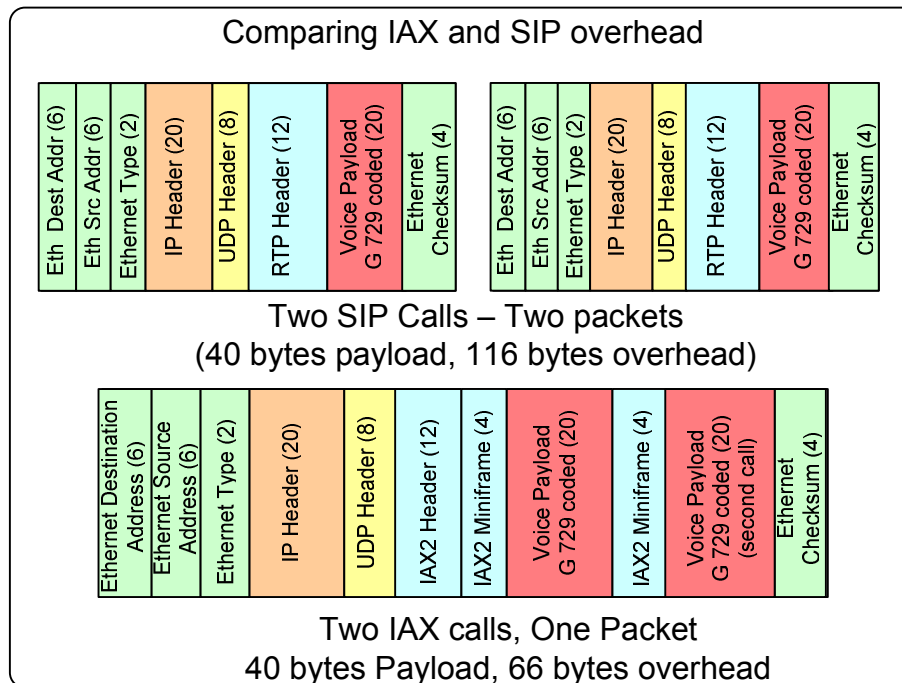 Comparing IAX and SIP overhead
Eth Dest Addr (6)
Eth Src Addr (6)
Ethernet Type (2)
IP Header (20)
UDP Header (8)
RTP Header (12)
Voice Payload
G 729 coded (20)
Ethernet
Checksum (4)
Eth Dest Addr (6)
Eth Src Addr (6)
Ethernet Type (2)
IP Header (20)
UDP Header (8)
RTP Header (12)
Voice Payload
G 729 coded (20)
Ethernet
Checksum (4)
Two SIP Calls – Two packets
(40 bytes payload, 116 bytes overhead)
Ethernet Destination
Address (6)
Ethernet Source
Address (6)
Ethernet Type (2)
IP Header (20)
UDP Header (8)
IAX2 Header (12)
IAX2 Miniframe (4)
Voice Payload
G 729 coded (20)
IAX2 Miniframe (4)
Voice Payload
G 729 coded (20)
(second call)
Ethernet
Checksum (4)
Two IAX calls, One Packet
40 bytes Payload, 66 bytes overhead